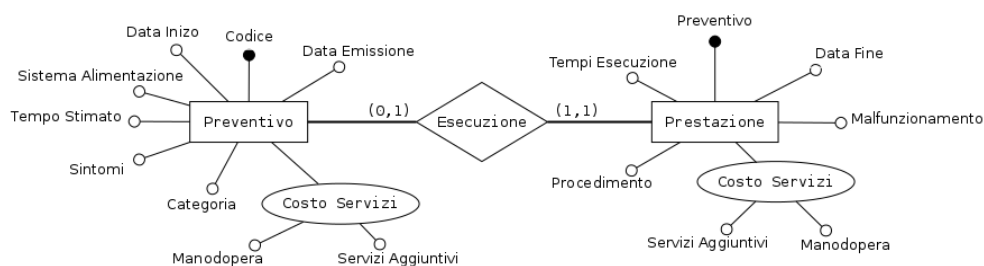 Data Inizo
Codice
Data Emissione
Sistema Alimentazione
Tempo Stimato
Preventivo
Sintomi
Categoria
Costo Servizi
Manodopera
Servizi Aggiuntivi
(0,1)
Esecuzione
(1,1)
Preventivo
Tempi Esecuzione
Data Fine
Prestazione
Malfunzionamento
Procedimento
Costo Servizi
Servizi Aggiuntivi
Manodopera